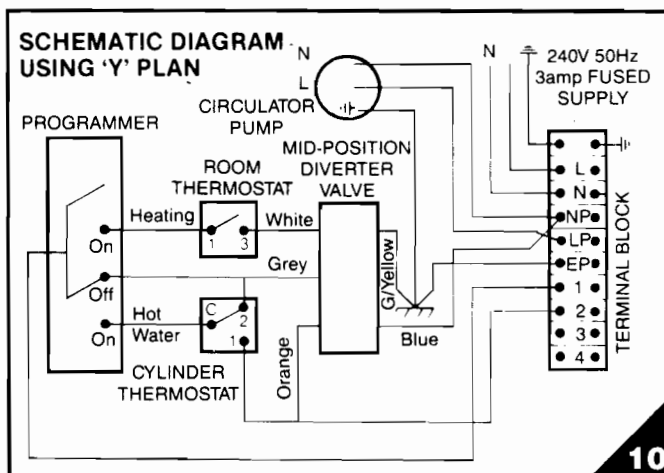 SCHEMATIC DIAGRAM
USING 'Y' PLAN
N
L
CIRCULATOR
PUMP
N
240V 50Hz
3amp FUSED
SUPPLY
PROGRAMMER
ROOM
THERMOSTAT
MID-POSITION
DIVERTER
VALVE
Heating
On
1 3
White
Grey
Off
Hot
Water
On
C
2
1
CYLINDER
THERMOSTAT
Orange
G/Yellow
Blue
L
N
NP
LP
EP
1
2
3
4
TERMINAL BLOCK
10